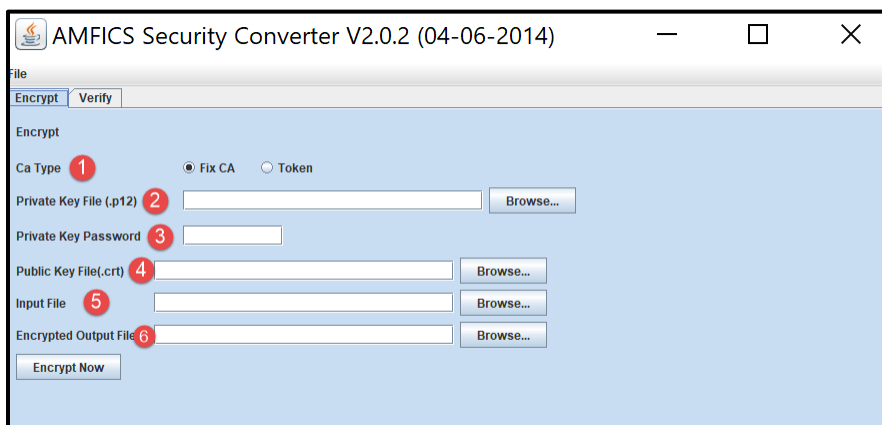 AMFICS Security Converter V2.0.2 (04-06-2014)
File
Encrypt Verify
Encrypt
Ca Type 1 Fix CA Token
Private Key File (.p12) 2 Browse...
Private Key Password 3
Public Key File(.crt) 4 Browse...
Input File 5 Browse...
Encrypted Output File 6 Browse...
Encrypt Now